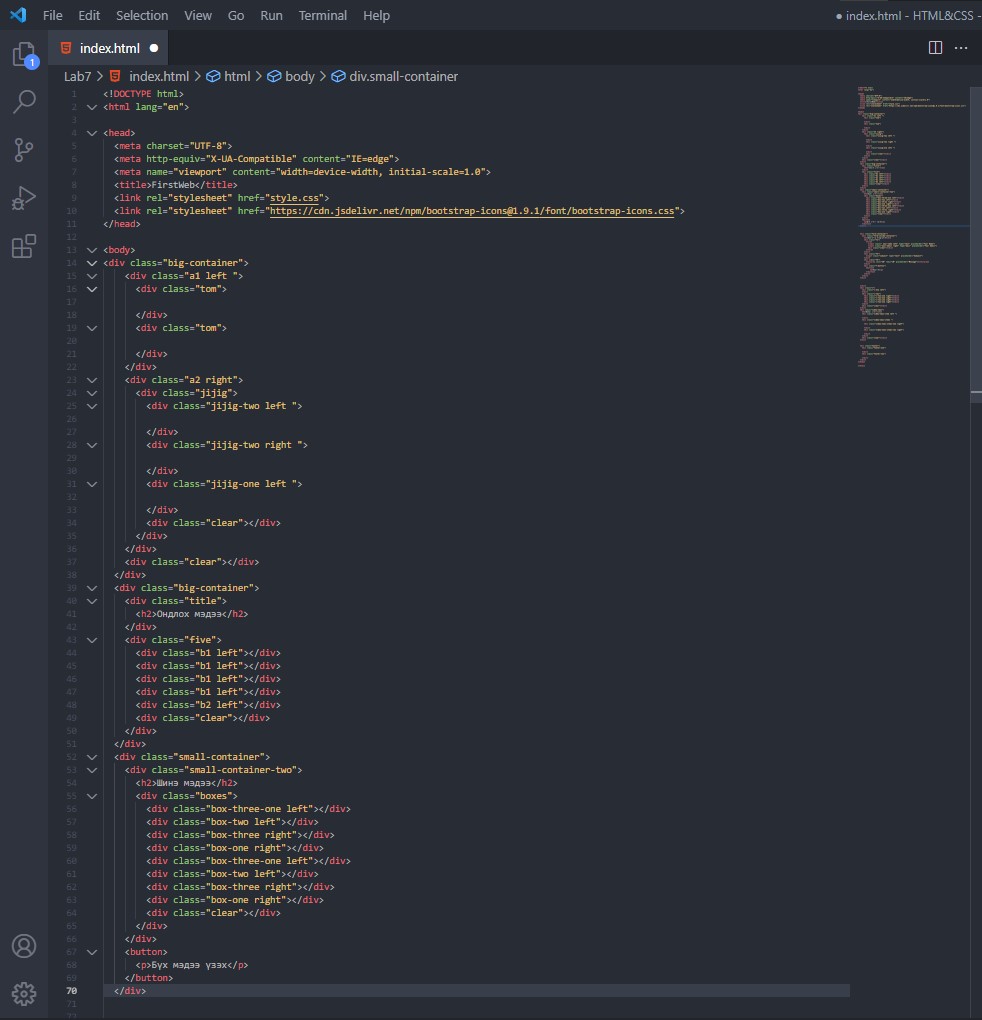 File Edit Selection View Go Run Terminal Help
● index.html - HTML&CSS -
1
index.html ●
Lab7 > index.html > html > body > div.small-container
1 <!DOCTYPE html>
2 <html lang="en">
3
4 <head>
5 <meta charset="UTF-8">
6 <meta http-equiv="X-UA-Compatible" content="IE=edge">
7 <meta name="viewport" content="width=device-width, initial-scale=1.0">
8 <title>FirstWeb</title>
9 <link rel="stylesheet" href="style.css">
10 <link rel="stylesheet" href="https://cdn.jsdelivr.net/npm/bootstrap-icons@1.9.1/font/bootstrap-icons.css">
11 </head>
12
13 <body>
14 <div class="big-container">
15 <div class="a1 left ">
16 <div class="tom">
17
18 </div>
19 <div class="tom">
20
21 </div>
22 </div>
23 <div class="a2 right">
24 <div class="jijig">
25 <div class="jijig-two left ">
26
27 </div>
28 <div class="jijig-two right ">
29
30 </div>
31 <div class="jijig-one left ">
32
33 </div>
34 <div class="clear"></div>
35 </div>
36 </div>
37 <div class="clear"></div>
38 </div>
39 <div class="big-container">
40 <div class="title">
41 <h2>Ондлох мэдээ</h2>
42 </div>
43 <div class="five">
44 <div class="b1 left"></div>
45 <div class="b1 left"></div>
46 <div class="b1 left"></div>
47 <div class="b1 left"></div>
48 <div class="b2 left"></div>
49 <div class="clear"></div>
50 </div>
51 </div>
52 <div class="small-container">
53 <div class="small-container-two">
54 <h2>Шинэ мэдээ</h2>
55 <div class="boxes">
56 <div class="box-three-one left"></div>
57 <div class="box-two left"></div>
58 <div class="box-three right"></div>
59 <div class="box-one right"></div>
60 <div class="box-three-one left"></div>
61 <div class="box-two left"></div>
62 <div class="box-three right"></div>
63 <div class="box-one right"></div>
64 <div class="clear"></div>
65 </div>
66 </div>
67 <button>
68 <p>Бүх мэдээ үзэх</p>
69 </button>
70 </div>
71
72